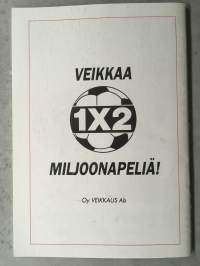 VEIKKAA
1X2
MILJOONAPELIÄ!
Oy VEIKKAUS Ab